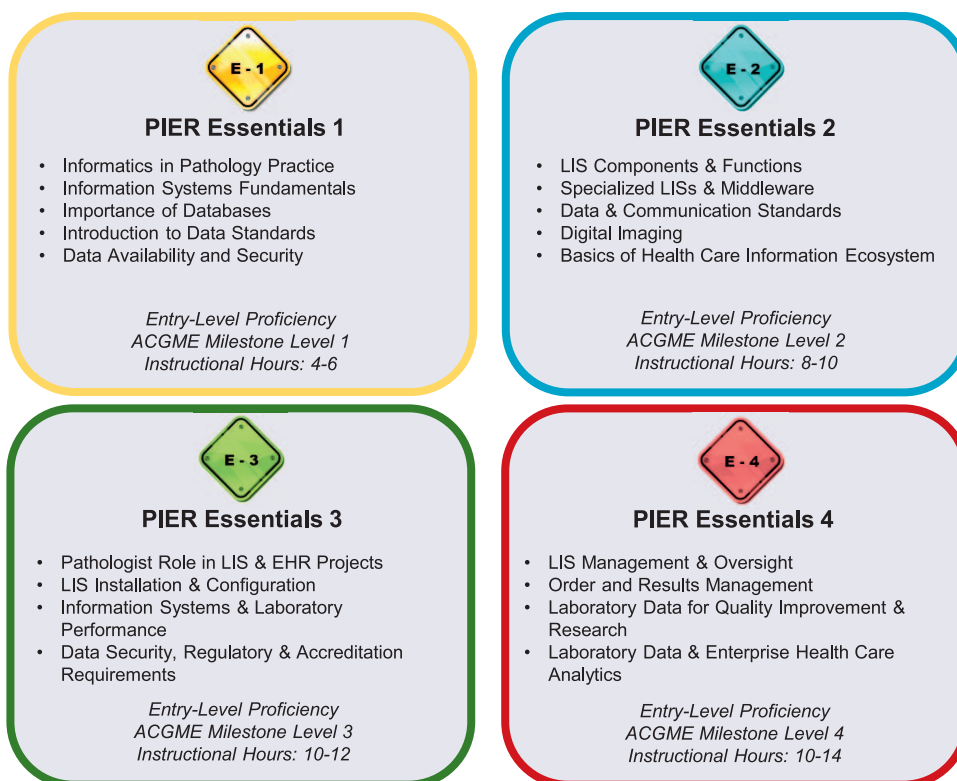 E - 1
PIER Essentials 1
• Informatics in Pathology Practice
• Information Systems Fundamentals
• Importance of Databases
• Introduction to Data Standards
• Data Availability and Security
Entry-Level Proficiency
ACGME Milestone Level 1
Instructional Hours: 4-6
E - 2
PIER Essentials 2
• LIS Components & Functions
• Specialized LISs & Middleware
• Data & Communication Standards
• Digital Imaging
• Basics of Health Care Information Ecosystem
Entry-Level Proficiency
ACGME Milestone Level 2
Instructional Hours: 8-10
E - 3
PIER Essentials 3
• Pathologist Role in LIS & EHR Projects
• LIS Installation & Configuration
• Information Systems & Laboratory
Performance
• Data Security, Regulatory & Accreditation
Requirements
Entry-Level Proficiency
ACGME Milestone Level 3
Instructional Hours: 10-12
E - 4
PIER Essentials 4
• LIS Management & Oversight
• Order and Results Management
• Laboratory Data for Quality Improvement &
Research
• Laboratory Data & Enterprise Health Care
Analytics
Entry-Level Proficiency
ACGME Milestone Level 4
Instructional Hours: 10-14